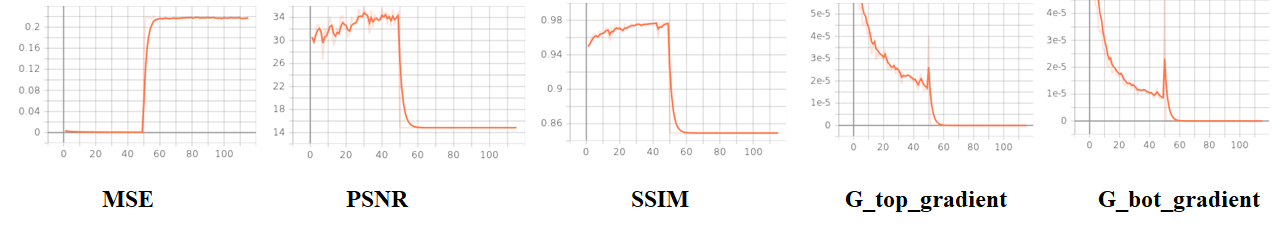 0.2
0.16
0.12
0.08
0.04
0
0 20 40 60 80 100
34
30
26
22
18
14
0 20 40 60 80 100
0.98
0.94
0.9
0.86
0 20 40 60 80 100
5e-5
4e-5
3e-5
2e-5
1e-5
0
0 20 40 60 80 100
4e-5
3e-5
2e-5
1e-5
0
0 20 40 60 80 100
MSE PSNR SSIM G_top_gradient G_bot_gradient